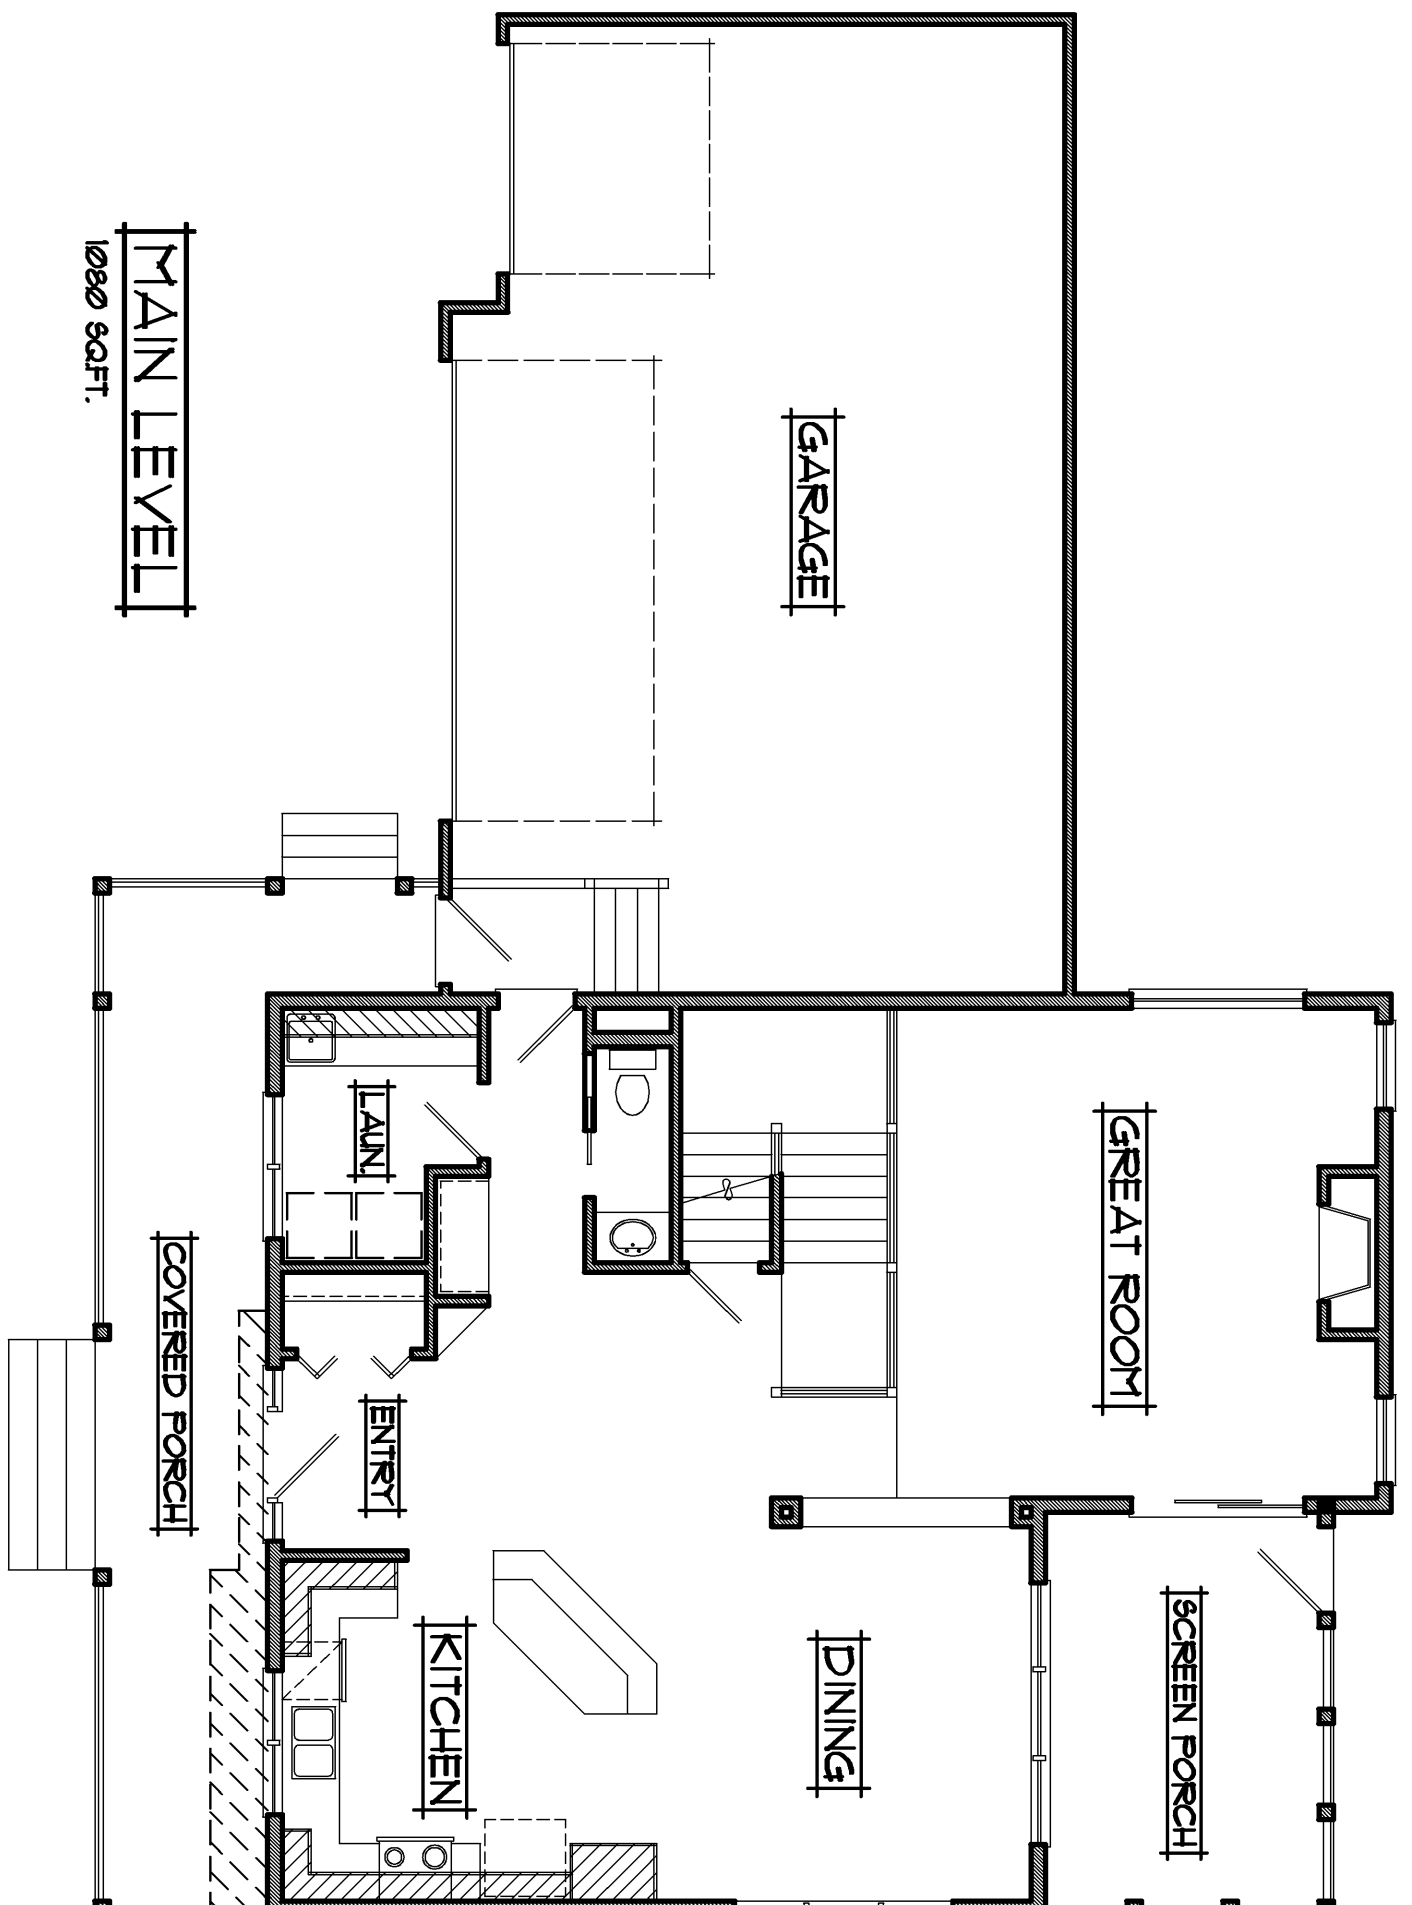 MAIN LEVEL
1080 SQ.FT.
GARAGE
GREAT ROOM
LAUN.
ENTRY
COVERED PORCH
KITCHEN
DINING
SCREEN PORCH